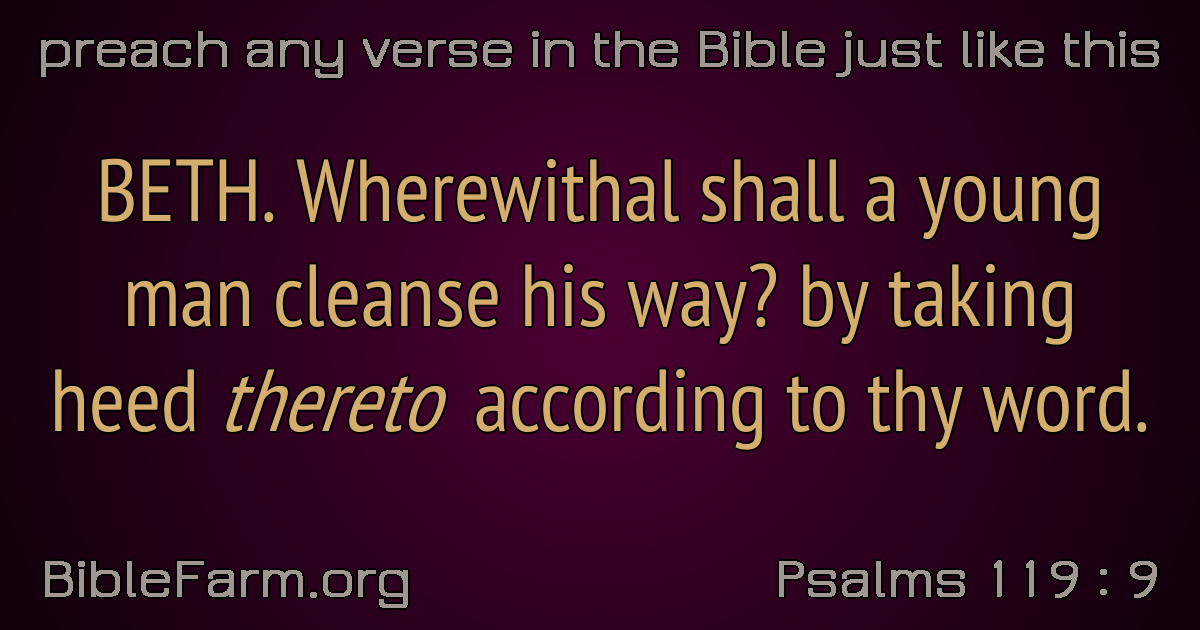 preach any verse in the Bible just like this
BETH. Wherewithal shall a young
man cleanse his way? by taking
heed thereto according to thy word.
BibleFarm.org
Psalms 119 : 9